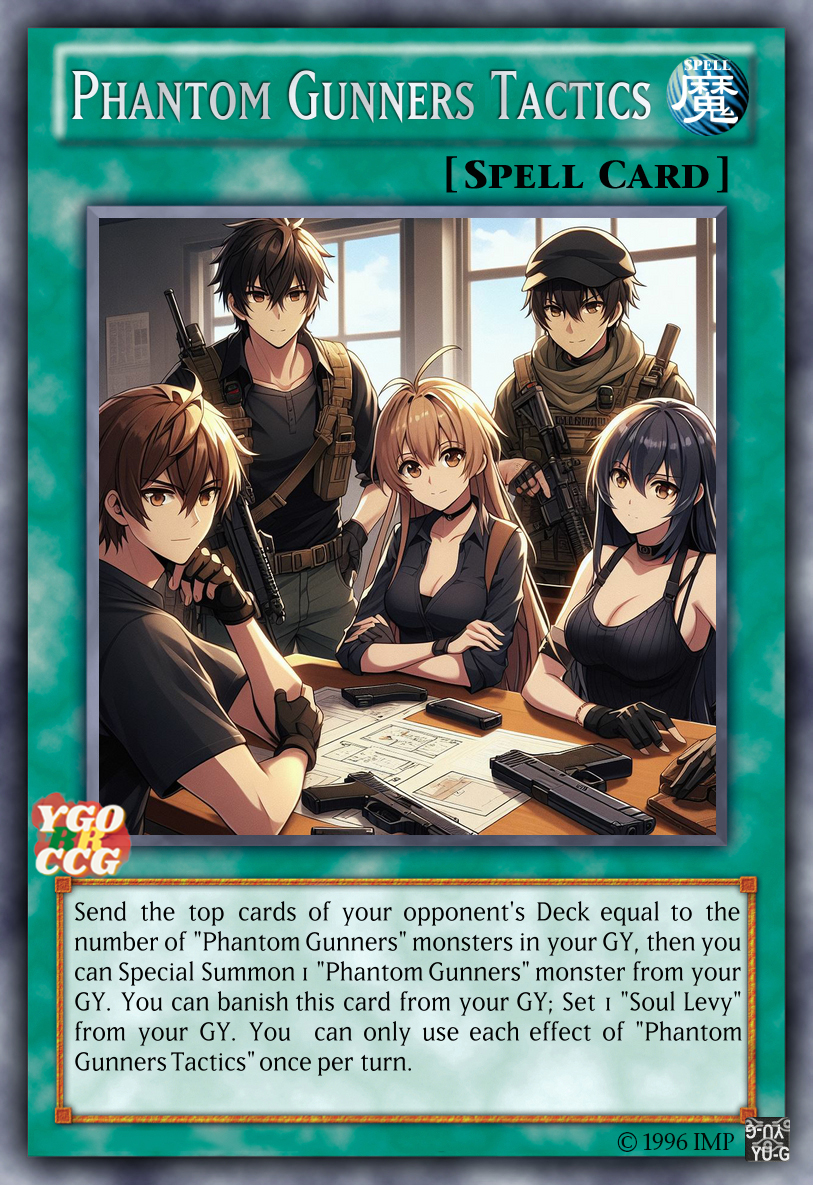 Phantom Gunners Tactics
SPELL
魔
[Spell Card]
YGO
BR
CCG
Send the top cards of your opponent's Deck equal to the
number of "Phantom Gunners" monsters in your GY, then you
can Special Summon 1 "Phantom Gunners" monster from your
GY. You can banish this card from your GY; Set 1 "Soul Levy"
from your GY. You can only use each effect of "Phantom
Gunners Tactics" once per turn.
© 1996 IMP
YU-G